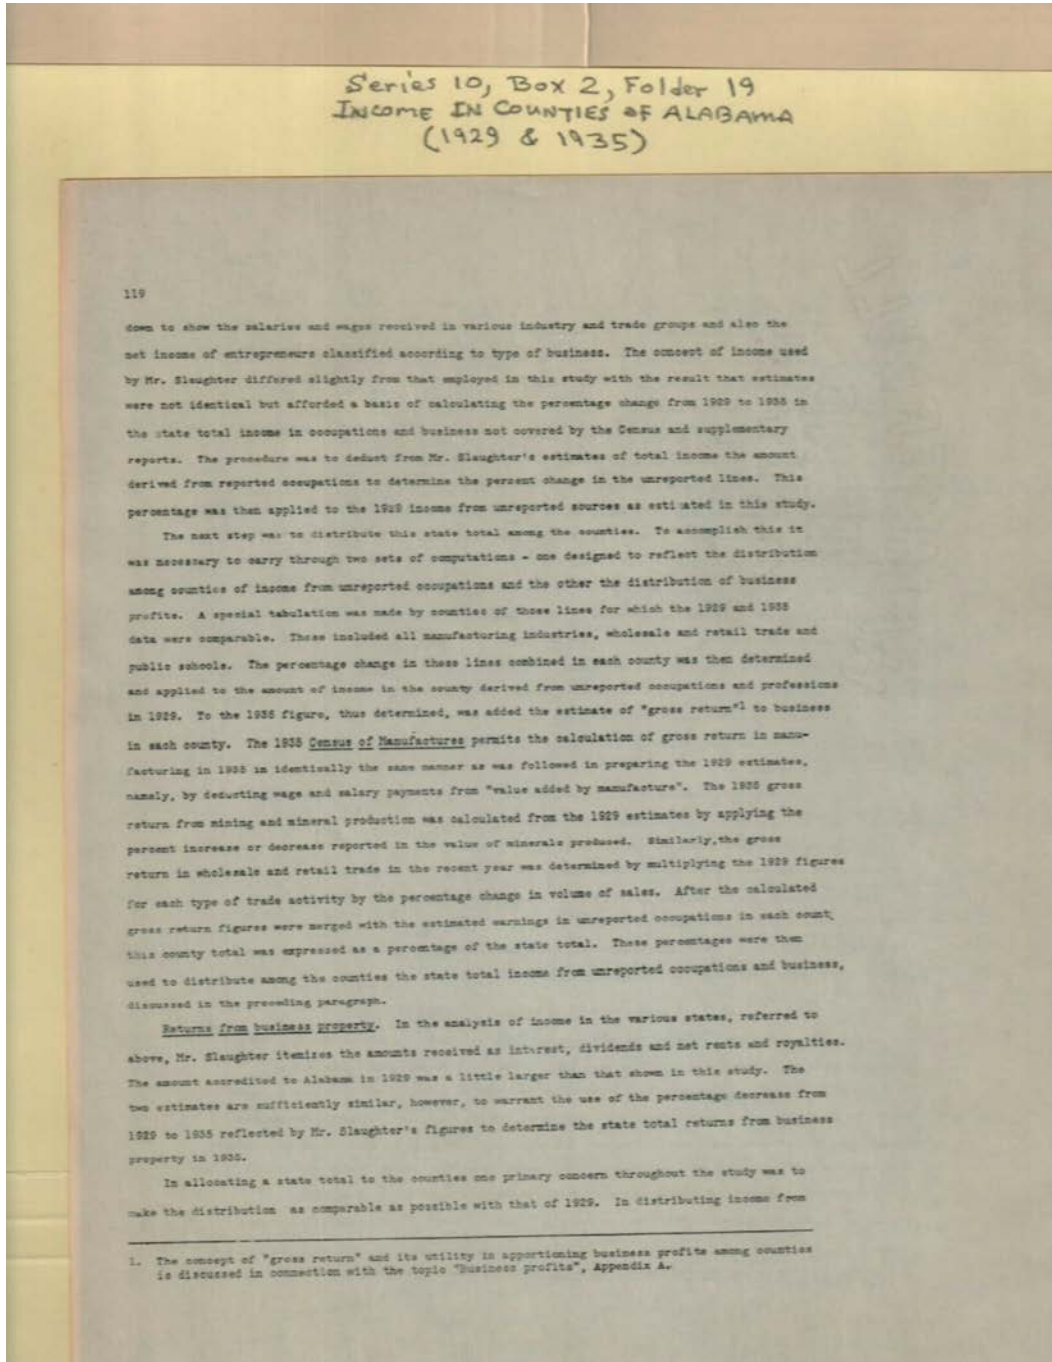 Series 10, Box 2, Folder 19
INCOME IN COUNTIES OF ALABAMA
(1929 & 1935)
119
down to show the salaries and wages received in various industry and trade groups and also the
net income of entrepreneurs classified according to type of business. The concept of income used
by Mr. Slaughter differed slightly from that employed in this study with the result that estimates
were not identical but afforded a basis of calculating the percentage change from 1929 to 1935 in
the state total income in occupations and business not covered by the Census and supplementary
reports. The procedure was to deduct from Mr. Slaughter's estimates of total income the amount
derived from reported occupations to determine the percent change in the unreported lines. This
percentage was then applied to the 1929 income from unreported sources as estimated in this study.
The next step was to distribute this state total among the counties. To accomplish this it
was necessary to carry through two sets of computations - one designed to reflect the distribution
among counties of income from unreported occupations and the other the distribution of business
profits. A special tabulation was made by counties of those lines for which the 1929 and 1935
data were comparable. These included all manufacturing industries, wholesale and retail trade and
public schools. The percentage change in these lines combined in each county was then determined
and applied to the amount of income in the county derived from unreported occupations and professions
in 1929. To the 1935 figure, thus determined, was added the estimate of "gross return"1 to business
in each county. The 1935 Census of Manufactures permits the calculation of gross return in manu-
facturing in 1935 in identically the same manner as was followed in preparing the 1929 estimates,
namely, by deducting wage and salary payments from "value added by manufacture". The 1935 gross
return from mining and mineral production was calculated from the 1929 estimates by applying the
percent increase or decrease reported in the value of minerals produced. Similarly,the gross
return in wholesale and retail trade in the recent year was determined by multiplying the 1929 figures
for each type of trade activity by the percentage change in volume of sales. After the calculated
gross return figures were merged with the estimated earnings in unreported occupations in each count
this county total was expressed as a percentage of the state total. These percentages were then
used to distribute among the counties the state total income from unreported occupations and business,
discussed in the preceding paragraph.
Returns from business property. In the analysis of income in the various states, referred to
above, Mr. Slaughter itemizes the amounts received as interest, dividends and net rents and royalties.
The amount accredited to Alabama in 1929 was a little larger than that shown in this study. The
two estimates are sufficiently similar, however, to warrant the use of the percentage decrease from
1929 to 1935 reflected by Mr. Slaughter's figures to determine the state total returns from business
property in 1935.
In allocating a state total to the counties one primary concern throughout the study was to
make the distribution as comparable as possible with that of 1929. In distributing income from
1. The concept of "gross return" and its utility in apportioning business profits among counties
is discussed in connection with the topic "Business profits", Appendix A.